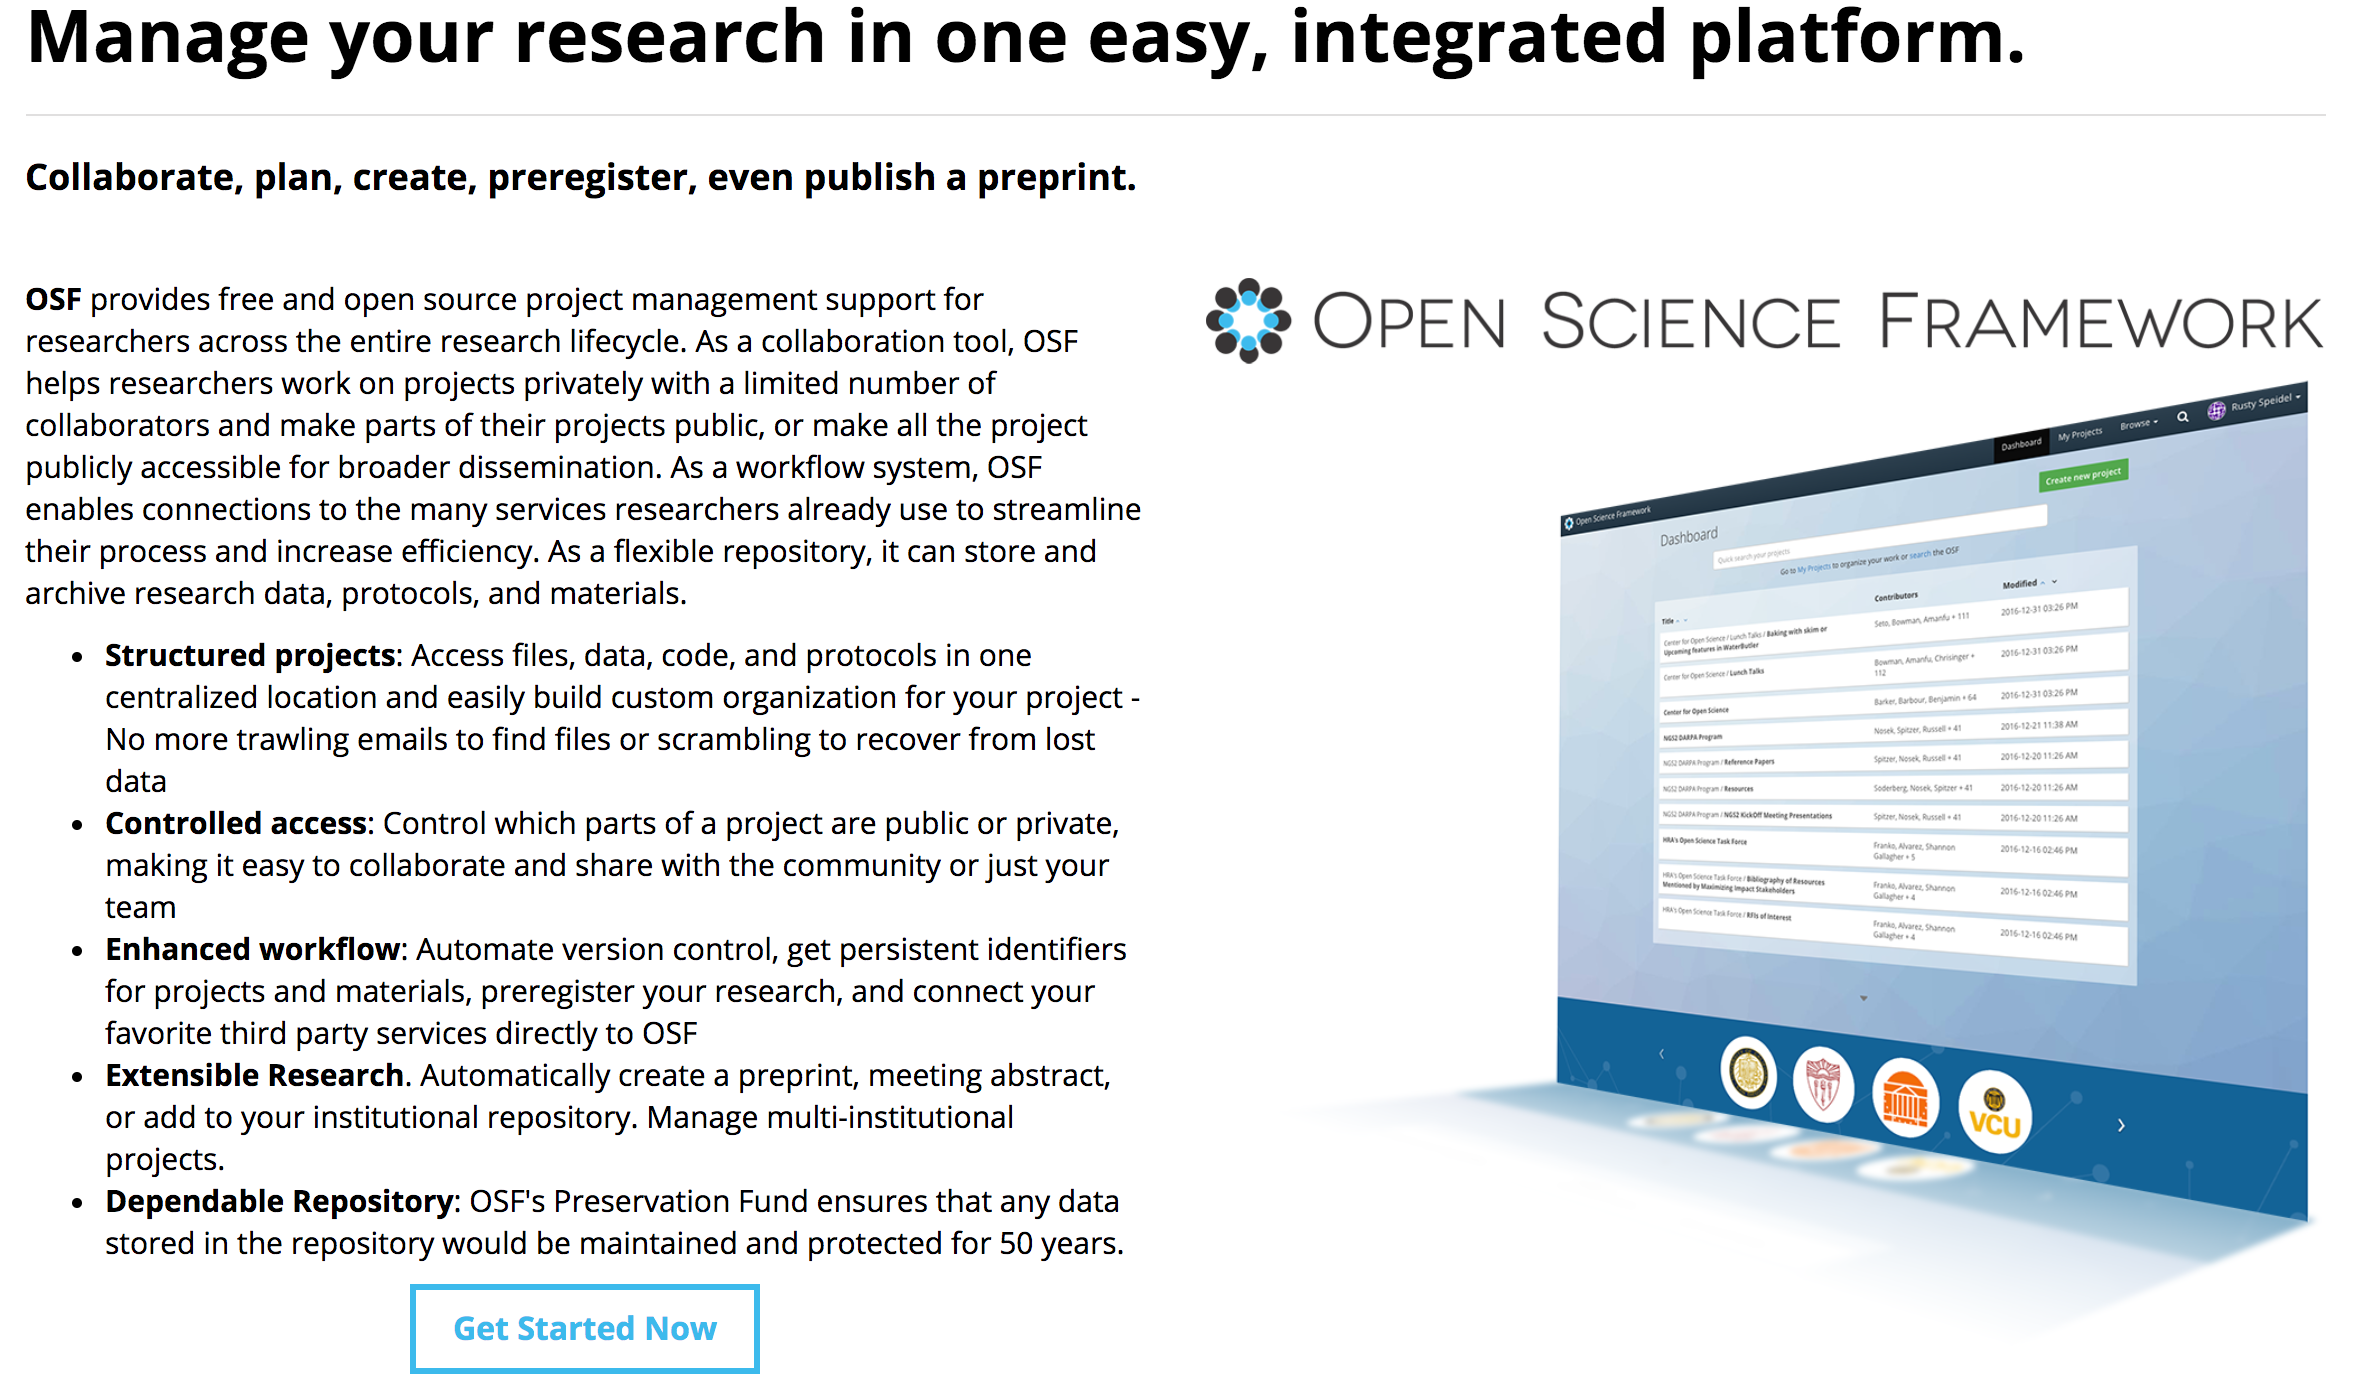 Manage your research in one easy, integrated platform.
Collaborate, plan, create, preregister, even publish a preprint.
OSF provides free and open source project management support for
researchers across the entire research lifecycle. As a collaboration tool, OSF
helps researchers work on projects privately with a limited number of
collaborators and make parts of their projects public, or make all the project
publicly accessible for broader dissemination. As a workflow system, OSF
enables connections to the many services researchers already use to streamline
their process and increase efficiency. As a flexible repository, it can store and
archive research data, protocols, and materials.
• Structured projects: Access files, data, code, and protocols in one
centralized location and easily build custom organization for your project -
No more trawling emails to find files or scrambling to recover from lost
data
• Controlled access: Control which parts of a project are public or private,
making it easy to collaborate and share with the community or just your
team
• Enhanced workflow: Automate version control, get persistent identifiers
for projects and materials, preregister your research, and connect your
favorite third party services directly to OSF
• Extensible Research. Automatically create a preprint, meeting abstract,
or add to your institutional repository. Manage multi-institutional
projects.
• Dependable Repository: OSF's Preservation Fund ensures that any data
stored in the repository would be maintained and protected for 50 years.
Get Started Now
OPEN SCIENCE FRAMEWORK
Open Science Framework
Dashboard My Projects Browse Rusty Speidel
Create new project
Dashboard
Quick search your projects
Go to My Projects to organize your work or search the OSF
Title Contributors Modified
Center for Open Science / Lunch Talks / Baking with skim or
Upcoming features in WaterButler
Seto, Bowman, Amanfu + 111
2016-12-31 03:26 PM
Center for Open Science / Lunch Talks
Bowman, Amanfu, Chrisinger +
112
2016-12-31 03:26 PM
Center for Open Science Barker, Barbour, Benjamin + 64 2016-12-31 03:26 PM
NGS2 DARPA Program Nosek, Spitzer, Russell + 41 2016-12-21 11:38 AM
NGS2 DARPA Program / Reference Papers Spitzer, Nosek, Russell + 41 2016-12-20 11:26 AM
NGS2 DARPA Program / Resources Soderberg, Nosek, Spitzer + 41 2016-12-20 11:26 AM
NGS2 DARPA Program / NGS2 KickOff Meeting Presentations Spitzer, Nosek, Russell + 41 2016-12-20 11:26 AM
HRA's Open Science Task Force
Franko, Alvarez, Shannon
Gallagher + 5
2016-12-16 02:46 PM
HRA's Open Science Task Force / Bibliography of Resources
Mentioned by Maximizing Impact Stakeholders
Franko, Alvarez, Shannon
Gallagher + 4
2016-12-16 02:46 PM
HRA's Open Science Task Force / RFIs of Interest
Franko, Alvarez, Shannon
Gallagher + 4
2016-12-16 02:46 PM
VCU